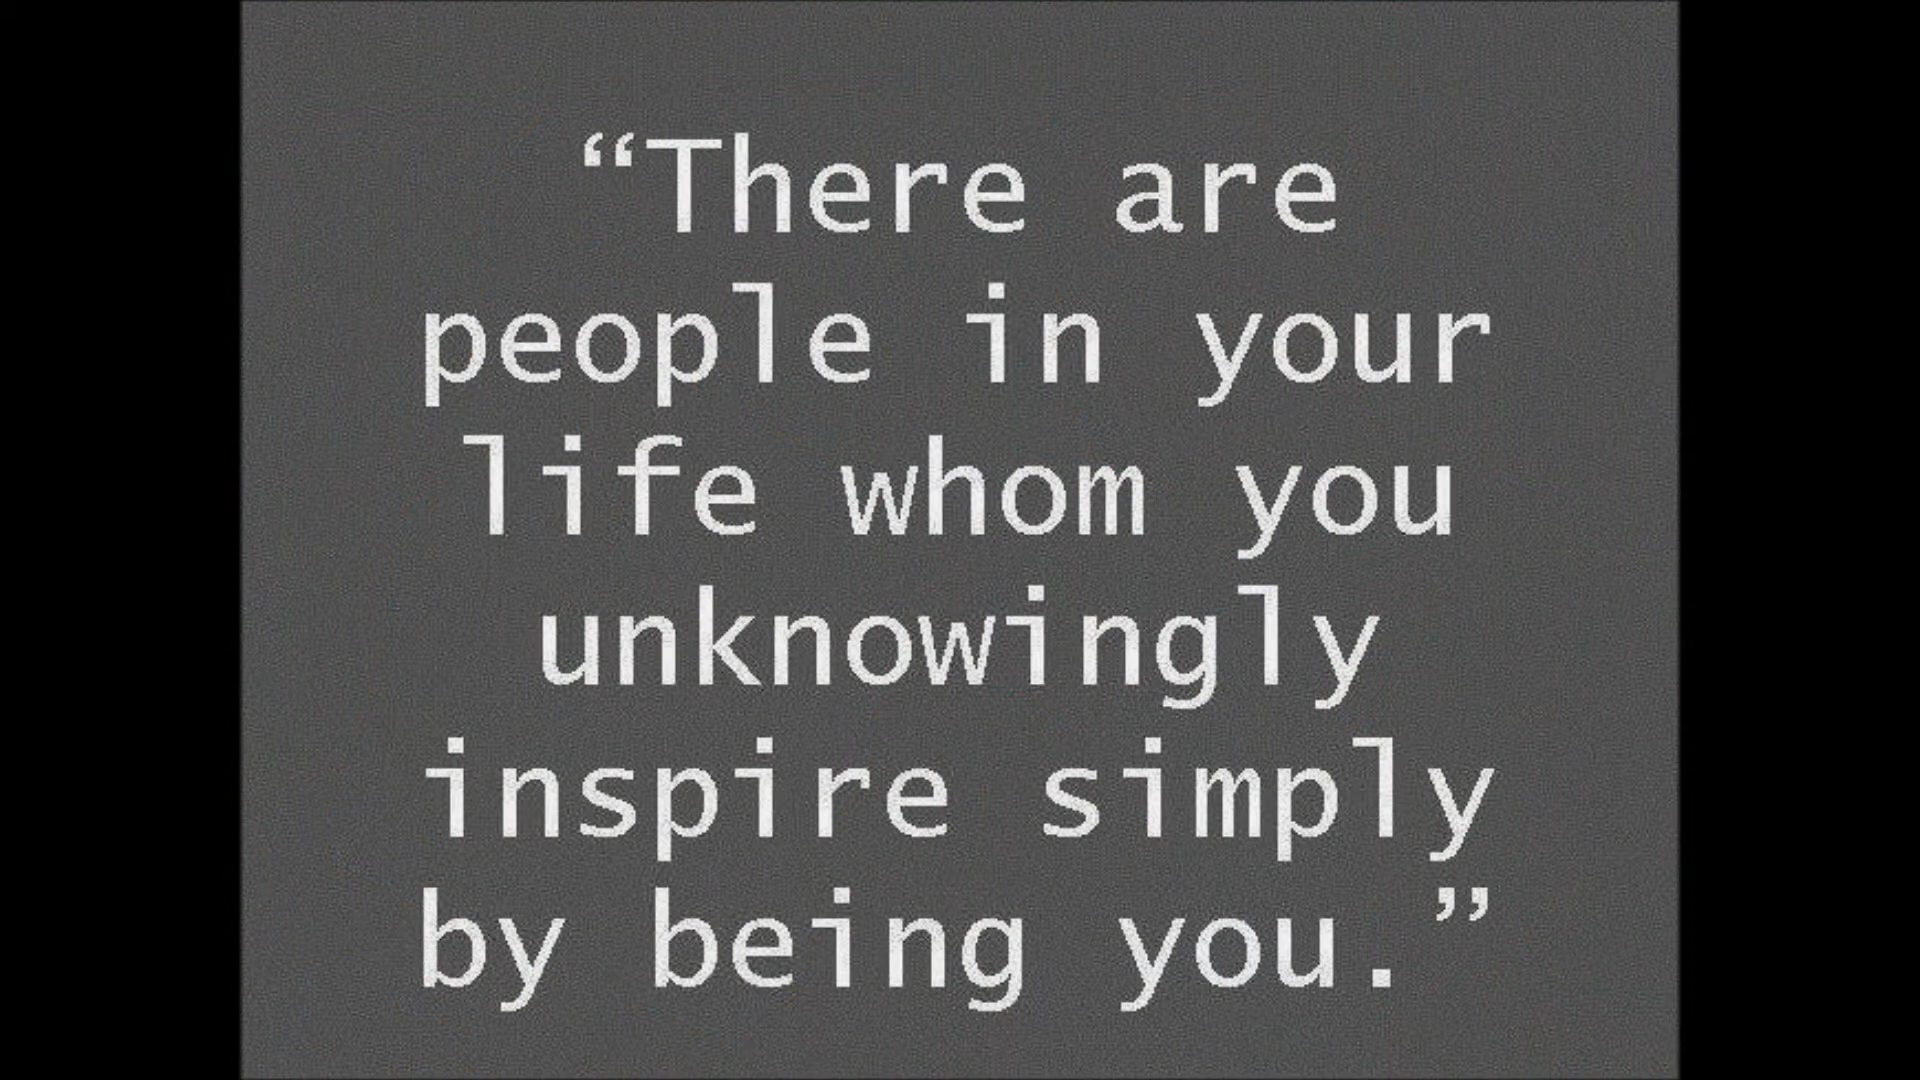 “There are
people in your
life whom you
unknowingly
inspire simply
by being you.”